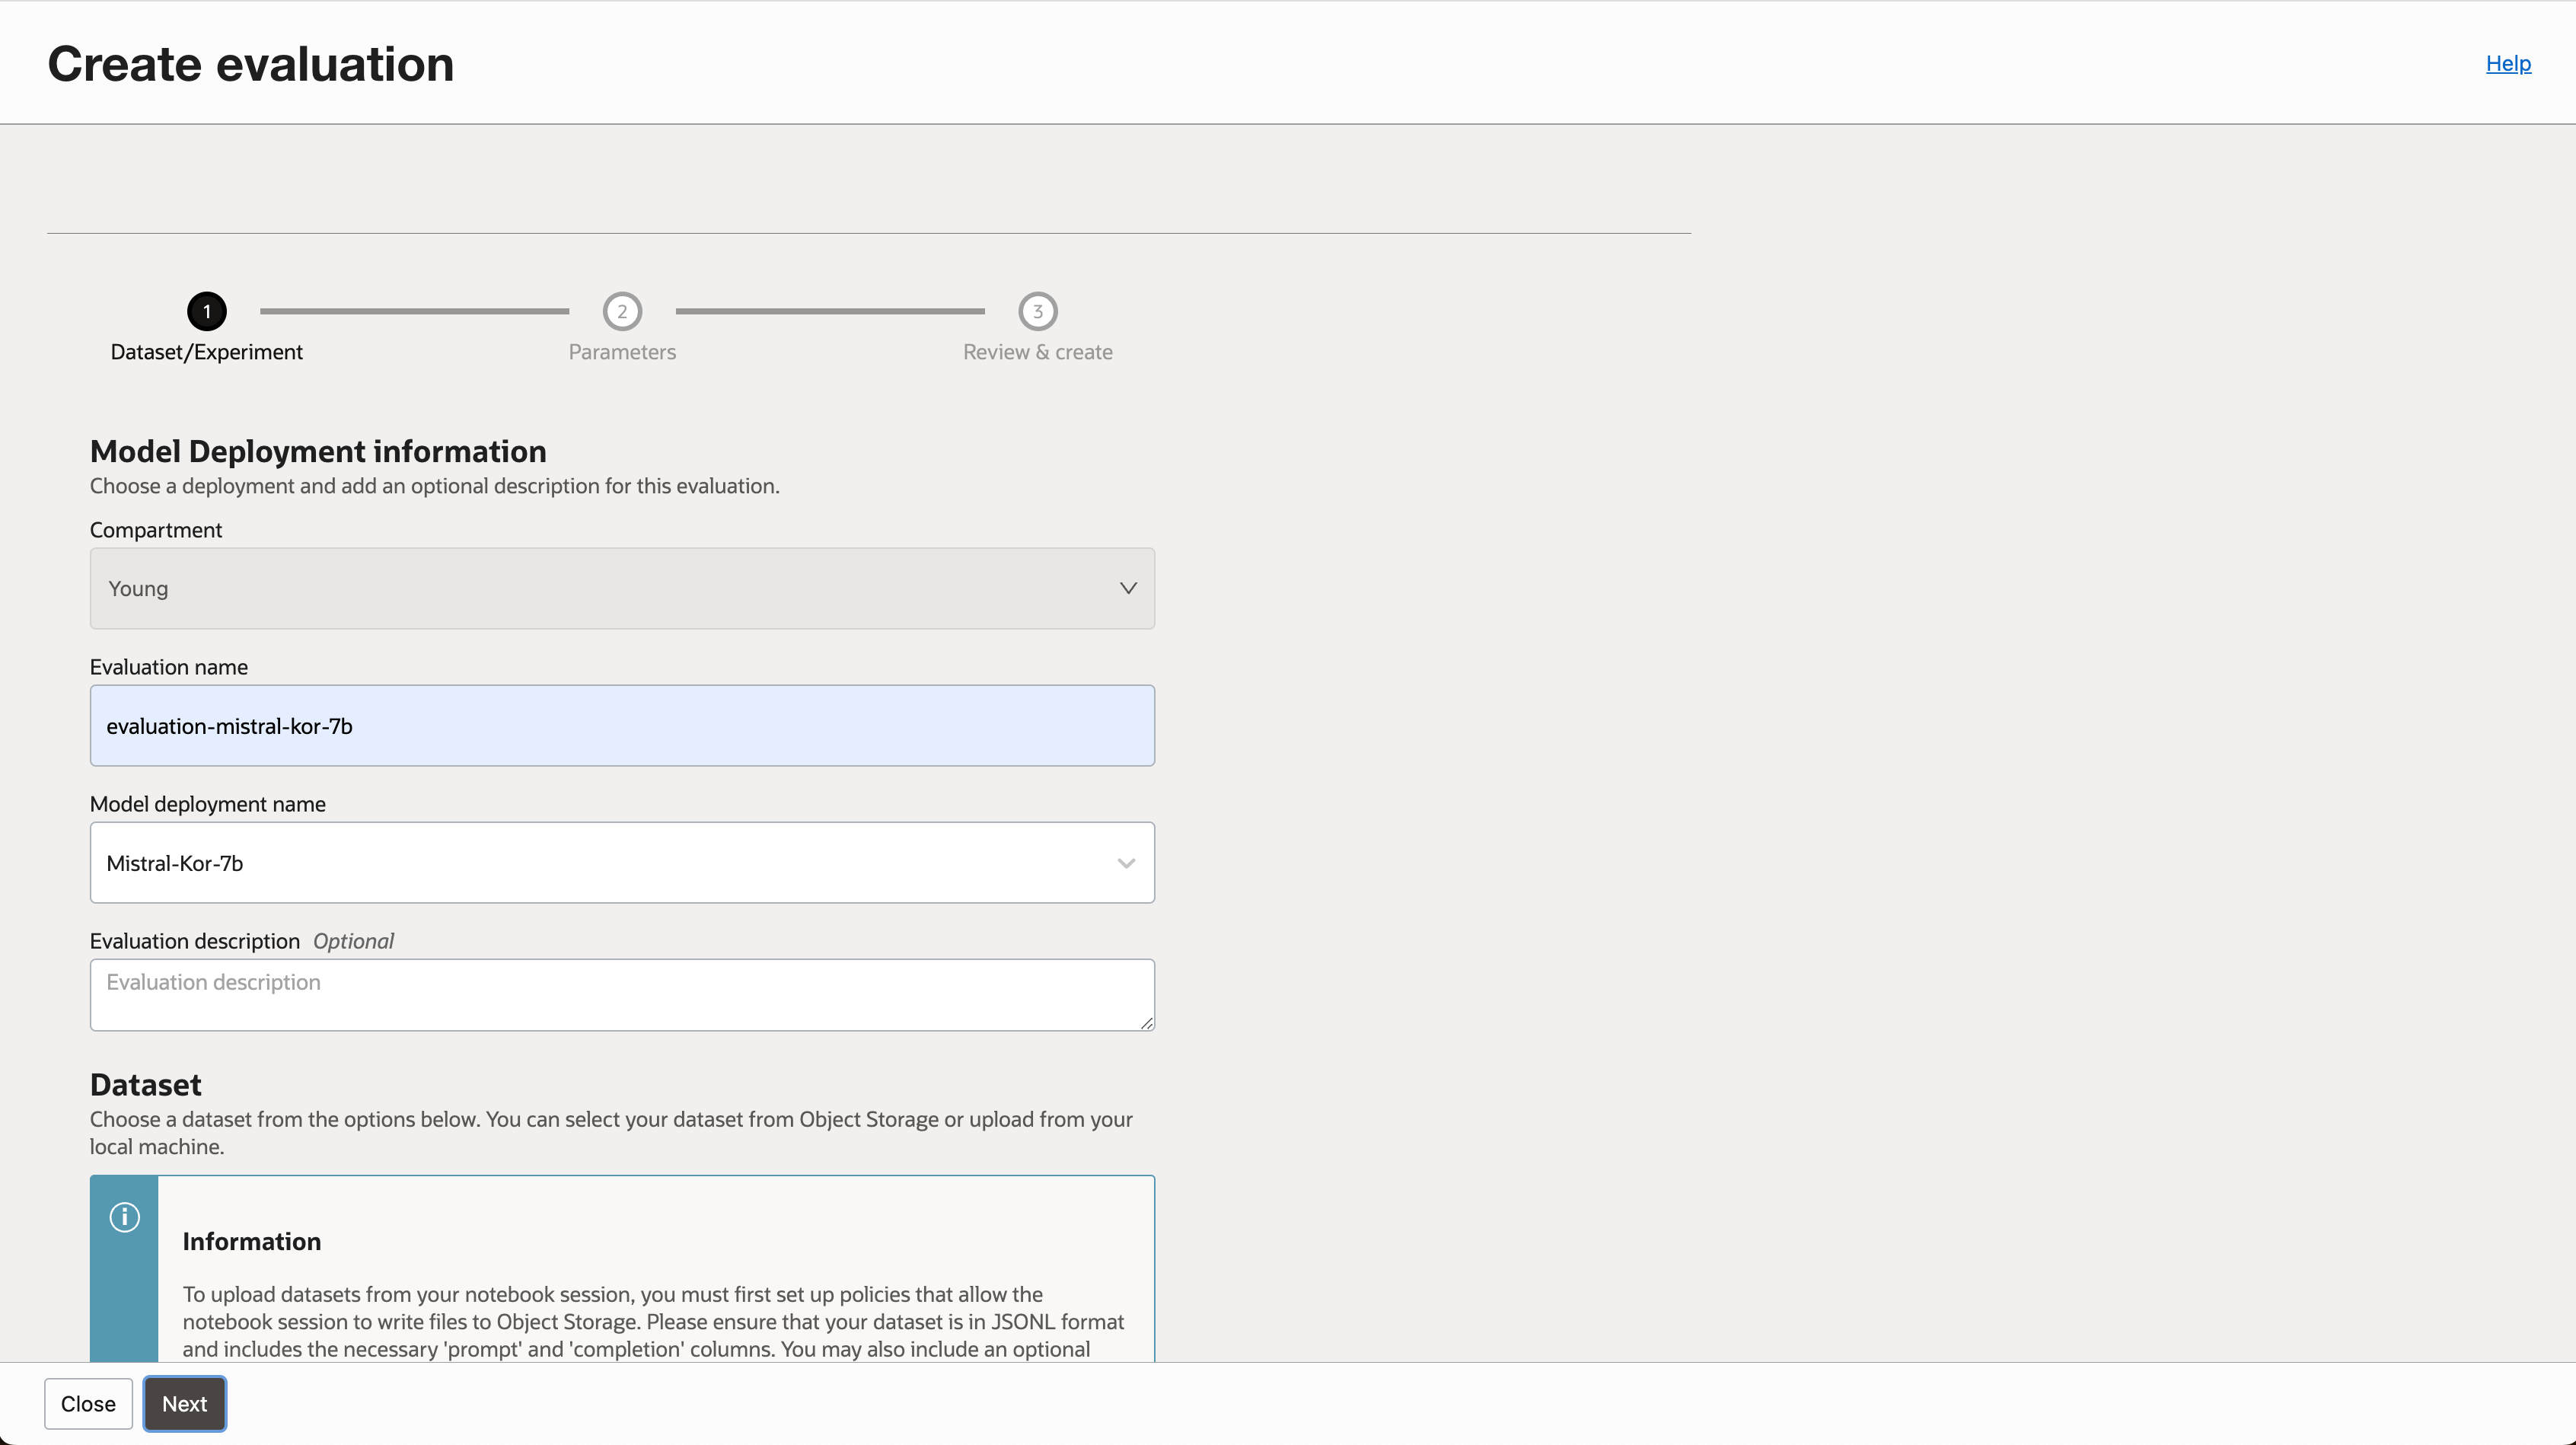 Create evaluation
Help
1
2
3
Dataset/Experiment
Parameters
Review & create
Model Deployment information
Choose a deployment and add an optional description for this evaluation.
Compartment
Young
Evaluation name
evaluation-mistral-kor-7b
Model deployment name
Mistral-Kor-7b
Evaluation description Optional
Evaluation description
Dataset
Choose a dataset from the options below. You can select your dataset from Object Storage or upload from your
local machine.
Information
To upload datasets from your notebook session, you must first set up policies that allow the
notebook session to write files to Object Storage. Please ensure that your dataset is in JSONL format
and includes the necessary 'prompt' and 'completion' columns. You may also include an optional
Close
Next